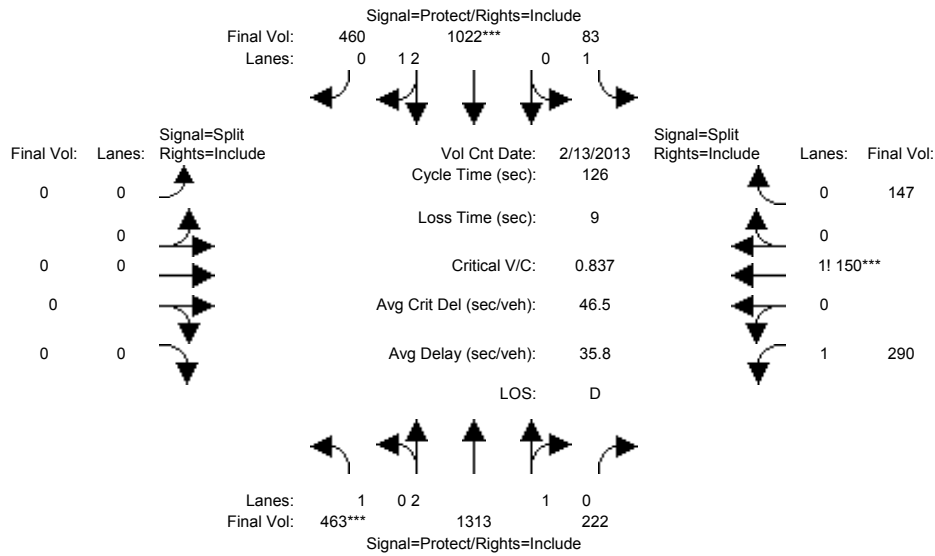 Signal=Protect/Rights=Include
Final Vol: 460 1022*** 83
Lanes: 0 1 2 0 1
Signal=Split Signal=Split
Final Vol: Lanes: Rights=Include Vol Cnt Date: 2/13/2013 Rights=Include Lanes: Final Vol:
Cycle Time (sec): 126
0 0 0 147
Loss Time (sec): 9
0 0
0 0 Critical V/C: 0.837 1! 150***
0 Avg Crit Del (sec/veh): 46.5 0
0 0 Avg Delay (sec/veh): 35.8 1 290
LOS: D
Lanes: 1 0 2 1 0
Final Vol: 463*** 1313 222
Signal=Protect/Rights=Include